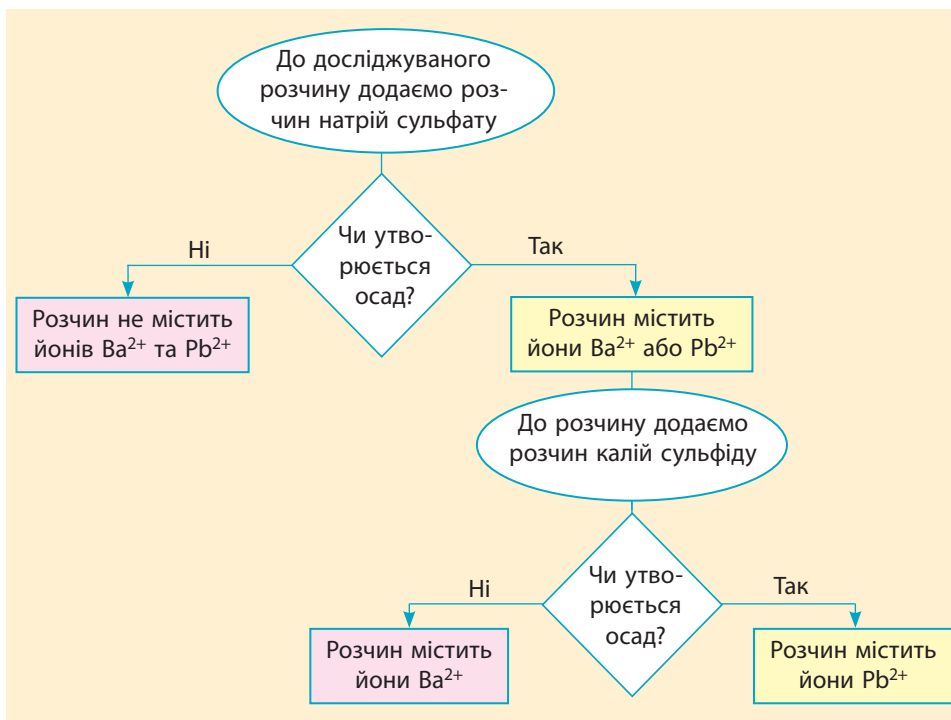 До досліджуваного
розчину додаємо роз-
чин натрій сульфату
Чи утво-
рюється
осад?
Ні
Так
Розчин не містить
йонів Ba²⁺ та Pb²⁺
Розчин містить
йони Ba²⁺ або Pb²⁺
До розчину додаємо
розчин калій сульфіду
Чи утво-
рюється
осад?
Ні
Так
Розчин містить
йони Ba²⁺
Розчин містить
йони Pb²⁺